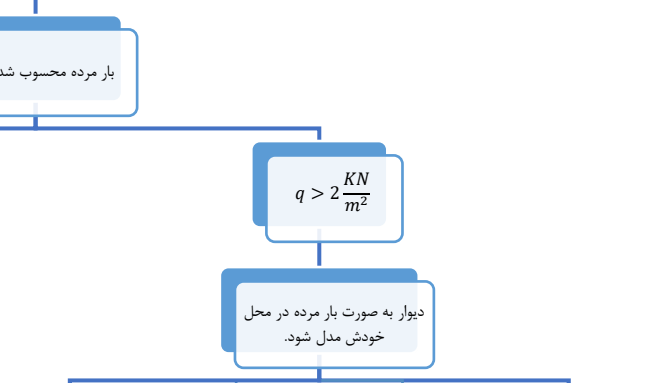 بار مرده محسوب شد
q > 2 KN/m²
دیوار به صورت بار مرده در محل
خودش مدل شود.